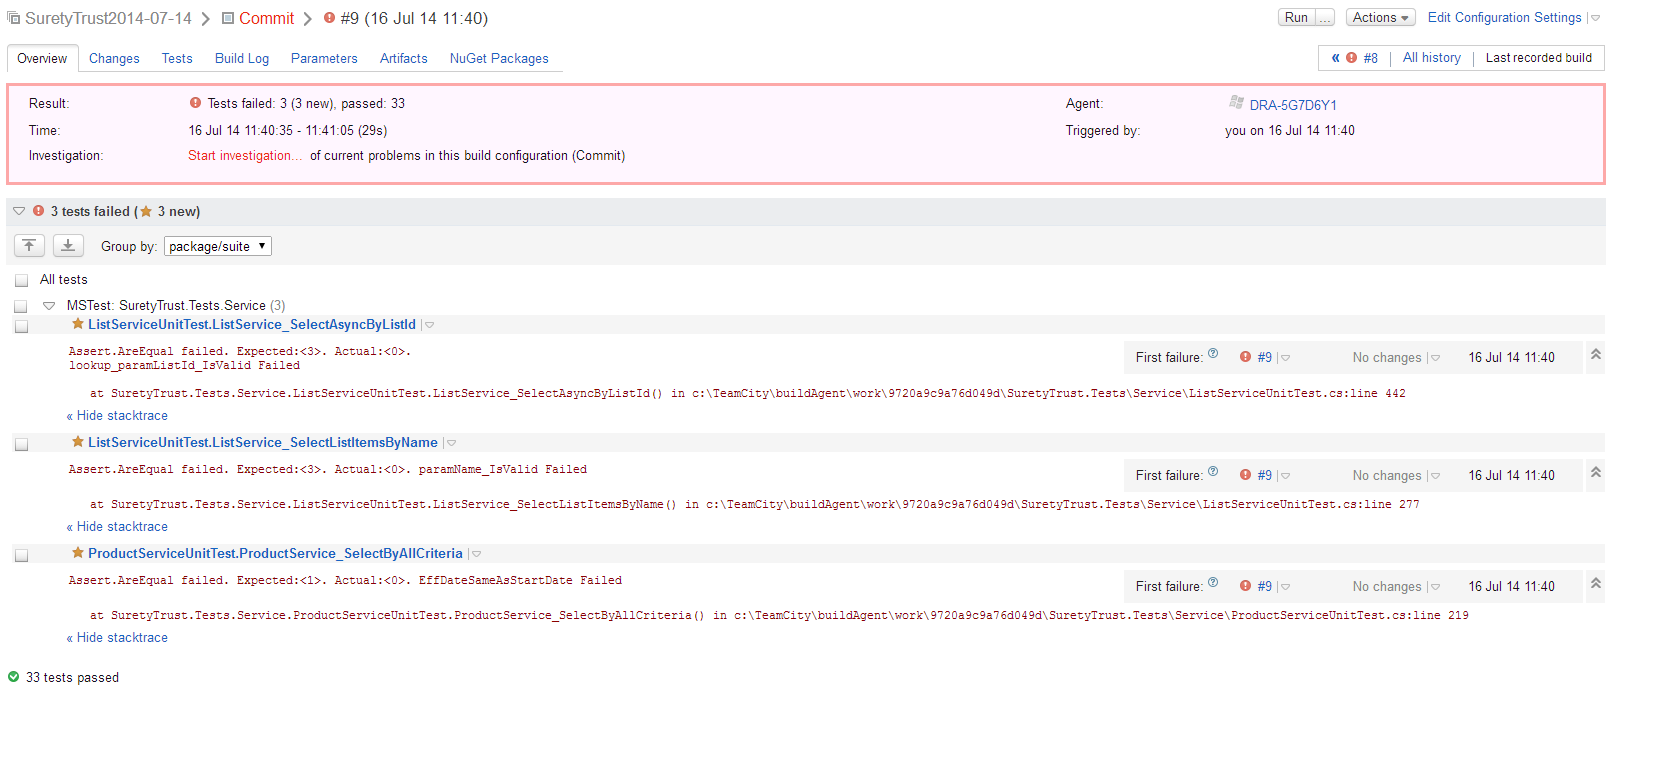 SuretyTrust2014-07-14 Commit #9 (16 Jul 14 11:40) Run ... Actions Edit Configuration Settings
Overview Changes Tests Build Log Parameters Artifacts NuGet Packages « #8 All history Last recorded build
Result: Tests failed: 3 (3 new), passed: 33 Agent: DRA-5G7D6Y1
Time: 16 Jul 14 11:40:35 - 11:41:05 (29s) Triggered by: you on 16 Jul 14 11:40
Investigation: Start investigation... of current problems in this build configuration (Commit)
3 tests failed ( 3 new)
Group by: package/suite
All tests
MSTest: SuretyTrust.Tests.Service (3)
ListServiceUnitTest.ListService_SelectAsyncByListId
Assert.AreEqual failed. Expected:<3>. Actual:<0>.
lookup_paramListId_IsValid Failed
First failure: ? #9 No changes 16 Jul 14 11:40
at SuretyTrust.Tests.Service.ListServiceUnitTest.ListService_SelectAsyncByListId() in c:\TeamCity\buildAgent\work\9720a9c9a76d049d\SuretyTrust.Tests\Service\ListServiceUnitTest.cs:line 442
« Hide stacktrace
ListServiceUnitTest.ListService_SelectListItemsByName
Assert.AreEqual failed. Expected:<3>. Actual:<0>. paramName_IsValid Failed
First failure: ? #9 No changes 16 Jul 14 11:40
at SuretyTrust.Tests.Service.ListServiceUnitTest.ListService_SelectListItemsByName() in c:\TeamCity\buildAgent\work\9720a9c9a76d049d\SuretyTrust.Tests\Service\ListServiceUnitTest.cs:line 277
« Hide stacktrace
ProductServiceUnitTest.ProductService_SelectByAllCriteria
Assert.AreEqual failed. Expected:<1>. Actual:<0>. EffDateSameAsStartDate Failed
First failure: ? #9 No changes 16 Jul 14 11:40
at SuretyTrust.Tests.Service.ProductServiceUnitTest.ProductService_SelectByAllCriteria() in c:\TeamCity\buildAgent\work\9720a9c9a76d049d\SuretyTrust.Tests\Service\ProductServiceUnitTest.cs:line 219
« Hide stacktrace
33 tests passed